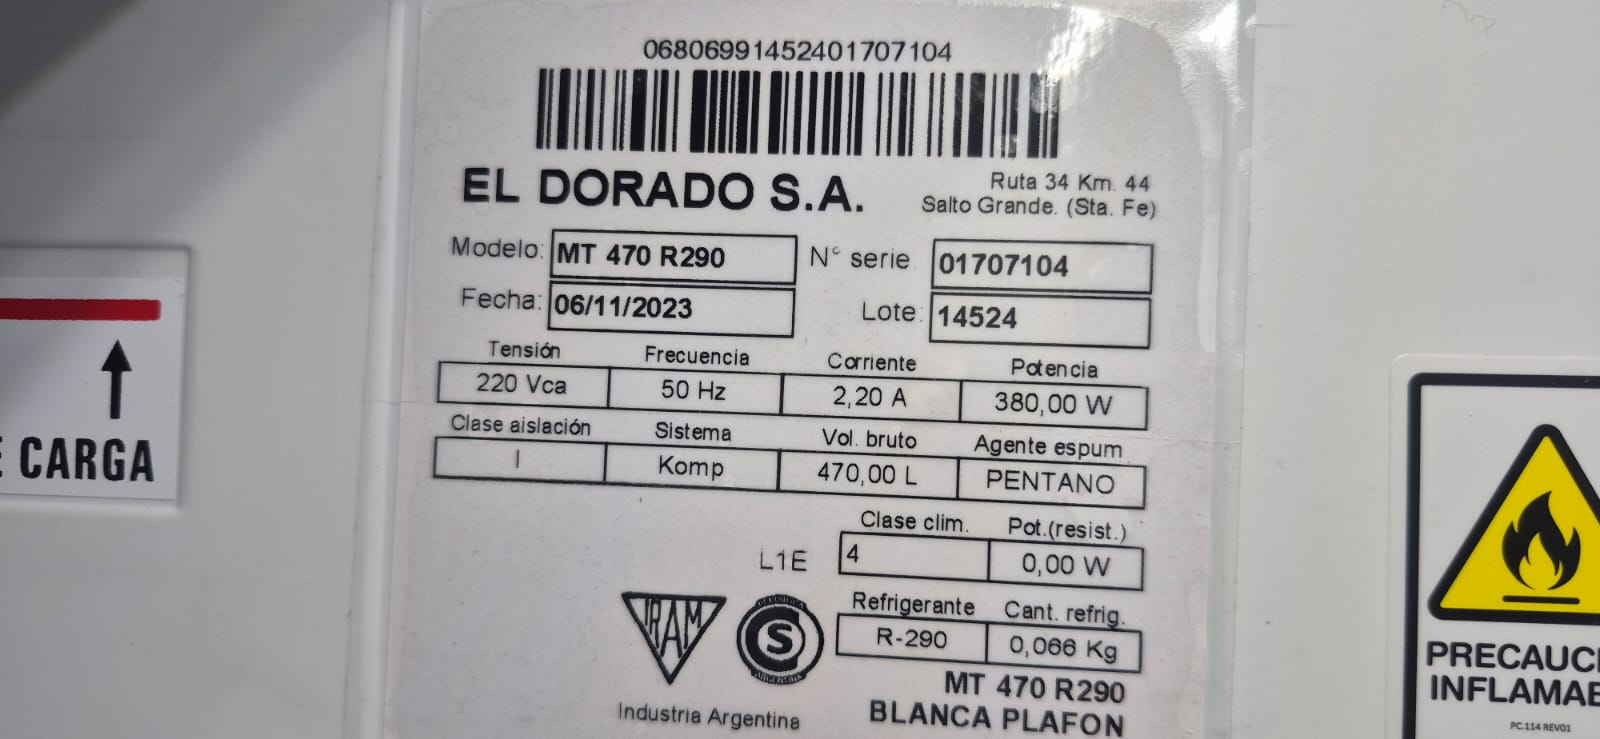 06806991452401707104
EL DORADO S.A.
Ruta 34 Km. 44
Salto Grande. (Sta. Fe)
Modelo: MT 470 R290 N° serie 01707104
Fecha: 06/11/2023 Lote: 14524
Tensión Frecuencia Corriente Potencia
220 Vca 50 Hz 2,20 A 380,00 W
Clase aislación Sistema Vol. bruto Agente espum
I Komp 470,00 L PENTANO
Clase clim. Pot.(resist.)
L1E 4 0,00 W
Refrigerante Cant. refrig.
R-290 0,066 Kg
IRAM
S
ARGENTINA
Industria Argentina
MT 470 R290
BLANCA PLAFON
E CARGA
PRECAUC
INFLAMAB
PC.114 REV01